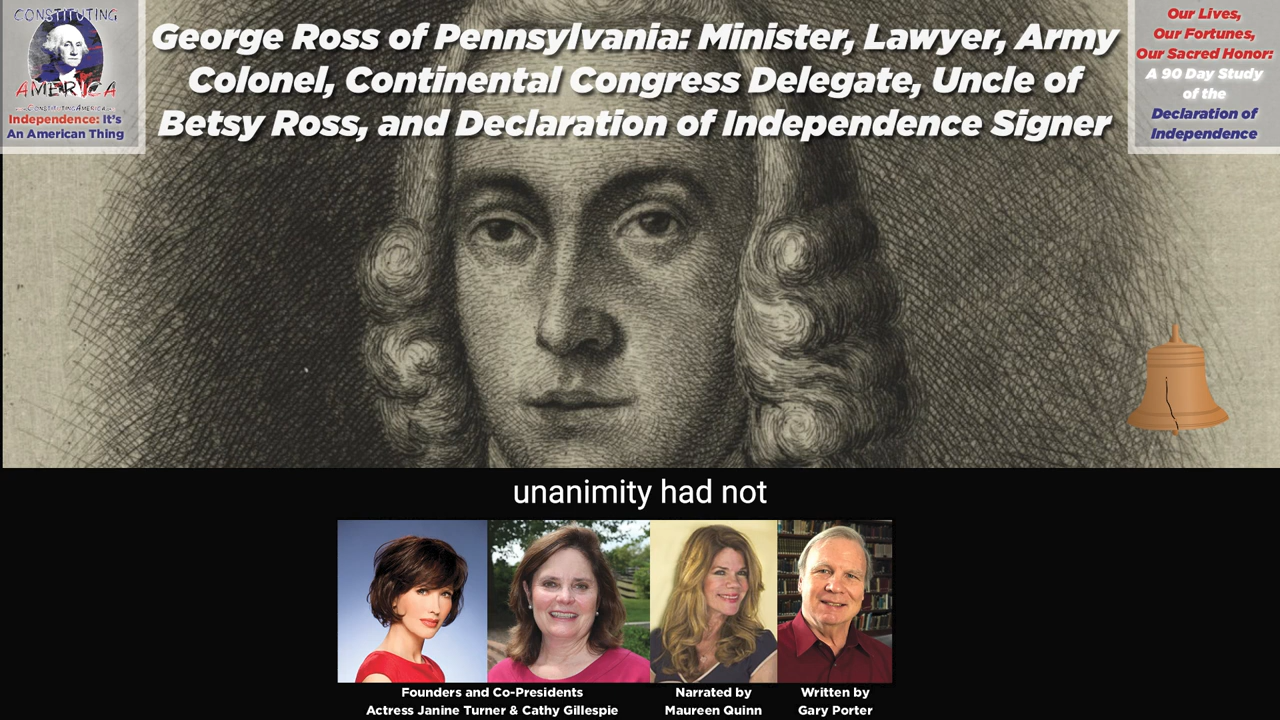 CONSTITUTING
AMERICA
Independence: It's
An American Thing
George Ross of Pennsylvania: Minister, Lawyer, Army
Colonel, Continental Congress Delegate, Uncle of
Betsy Ross, and Declaration of Independence Signer
Our Lives,
Our Fortunes,
Our Sacred Honor:
A 90 Day Study
of the
Declaration of
Independence
unanimity had not
Founders and Co-Presidents
Actress Janine Turner & Cathy Gillespie
Narrated by
Maureen Quinn
Written by
Gary Porter